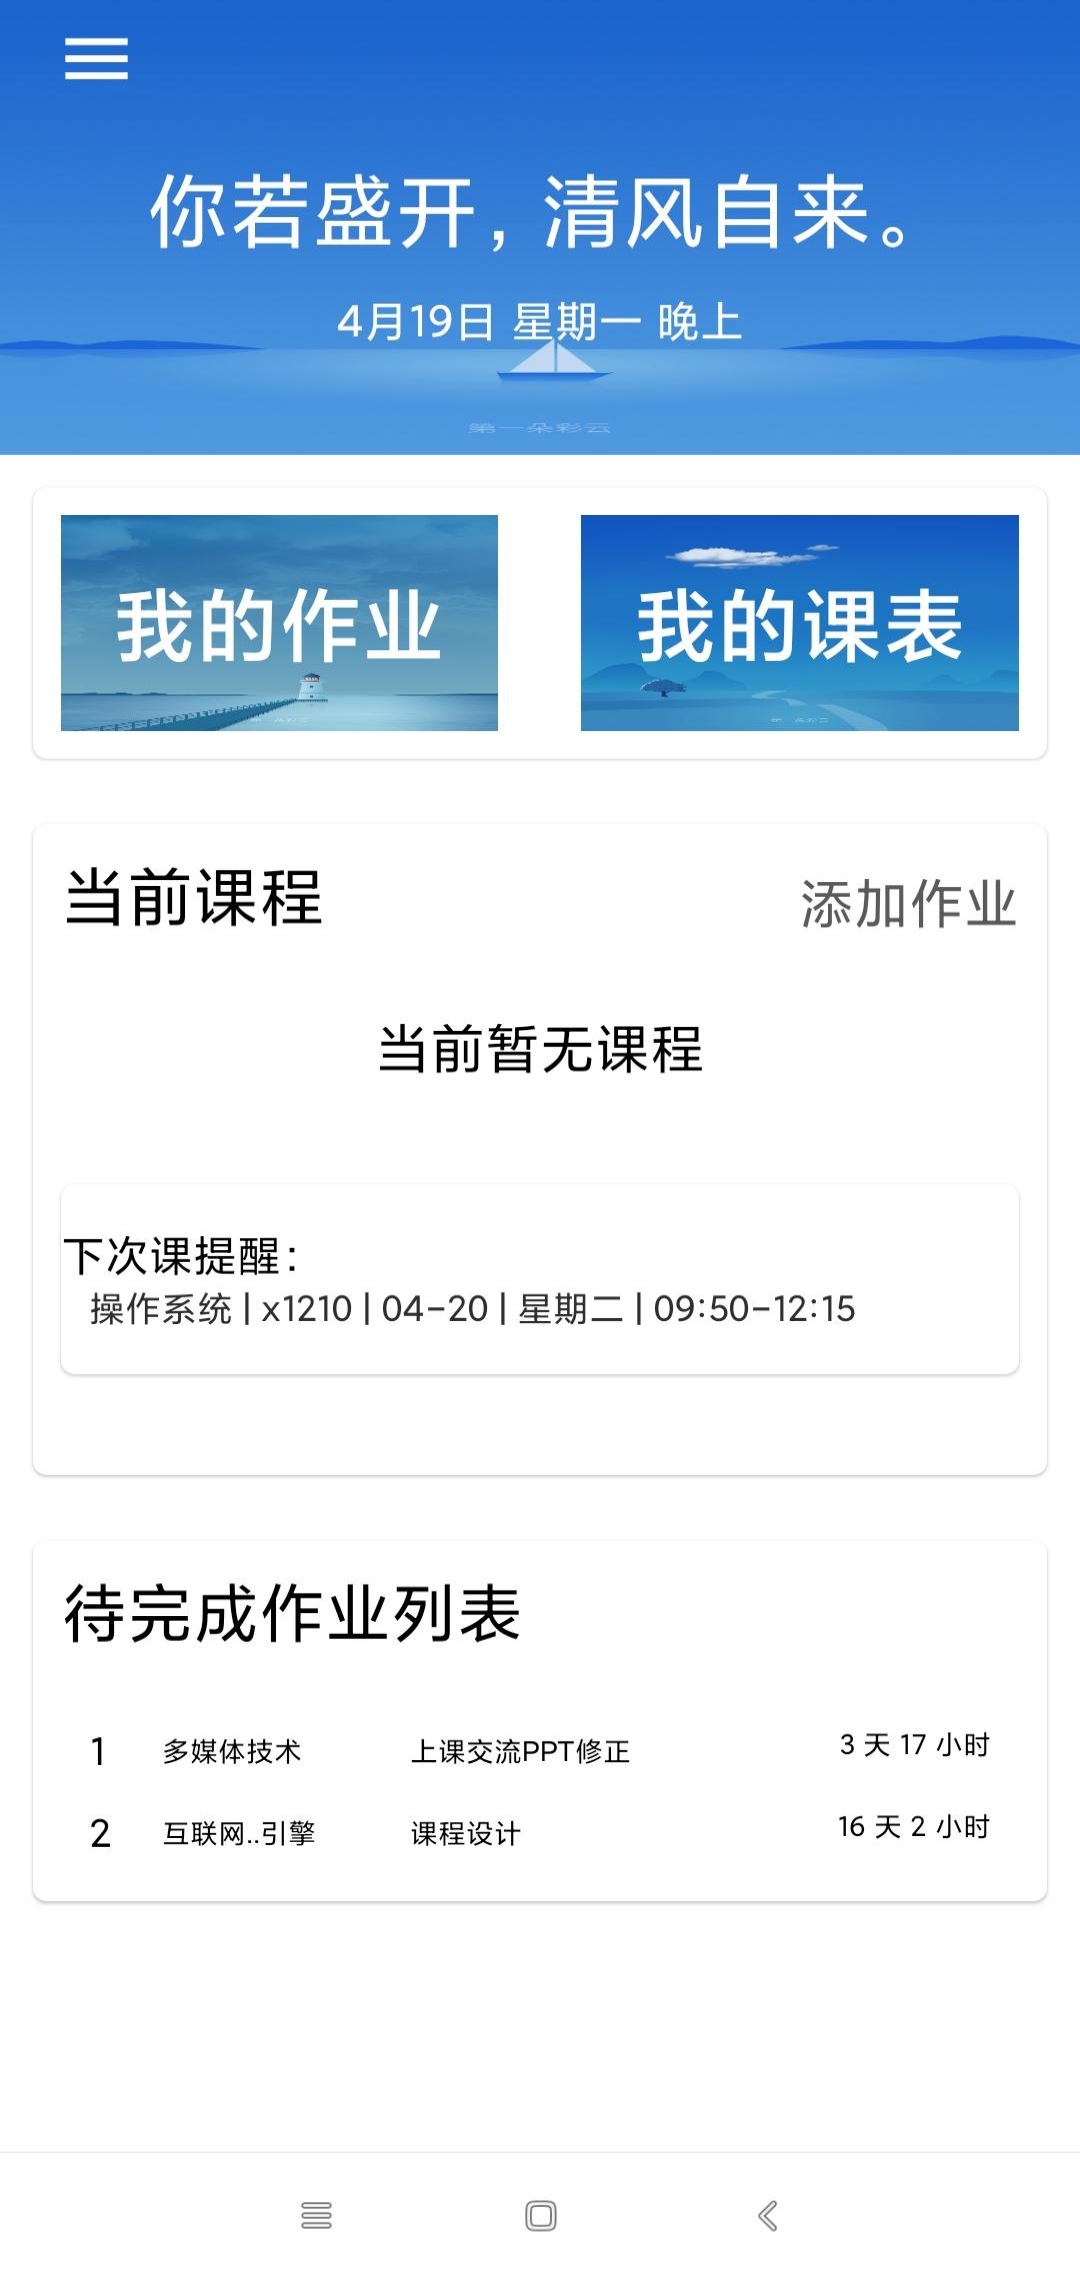 你若盛开，清风自来。
4月19日 星期一 晚上
第一朵彩云
我的作业
我的课表
当前课程
添加作业
当前暂无课程
下次课提醒：
操作系统 | x1210 | 04-20 | 星期二 | 09:50-12:15
待完成作业列表
1 多媒体技术 上课交流PPT修正 3 天 17 小时
2 互联网..引擎 课程设计 16 天 2 小时